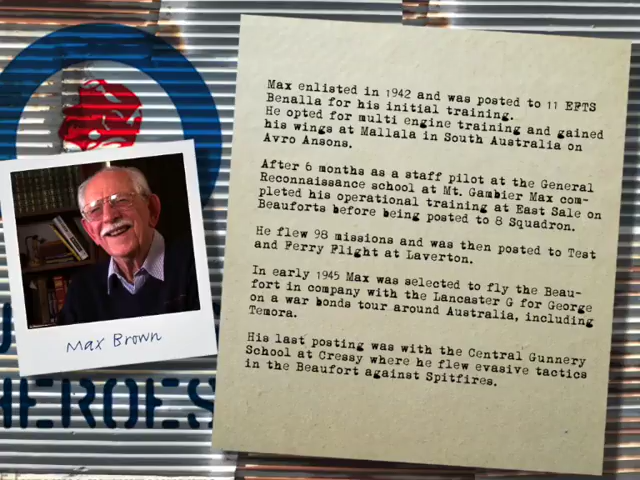 Max enlisted in 1942 and was posted to 11 EFTS
Benalla for his initial training.
He opted for multi engine training and gained
his wings at Mallala in South Australia on
Avro Ansons.
After 6 months as a staff pilot at the General
Reconnaissance school at Mt. Gambier Max com-
pleted his operational training at East Sale on
Beauforts before being posted to 8 Squadron.
He flew 98 missions and was then posted to Test
and Ferry Flight at Laverton.
In early 1945 Max was selected to fly the Beau-
fort in company with the Lancaster G for George
on a war bonds tour around Australia, including
Temora.
His last posting was with the Central Gunnery
School at Cressy where he flew evasive tactics
in the Beaufort against Spitfires.
Max Brown
HEROES